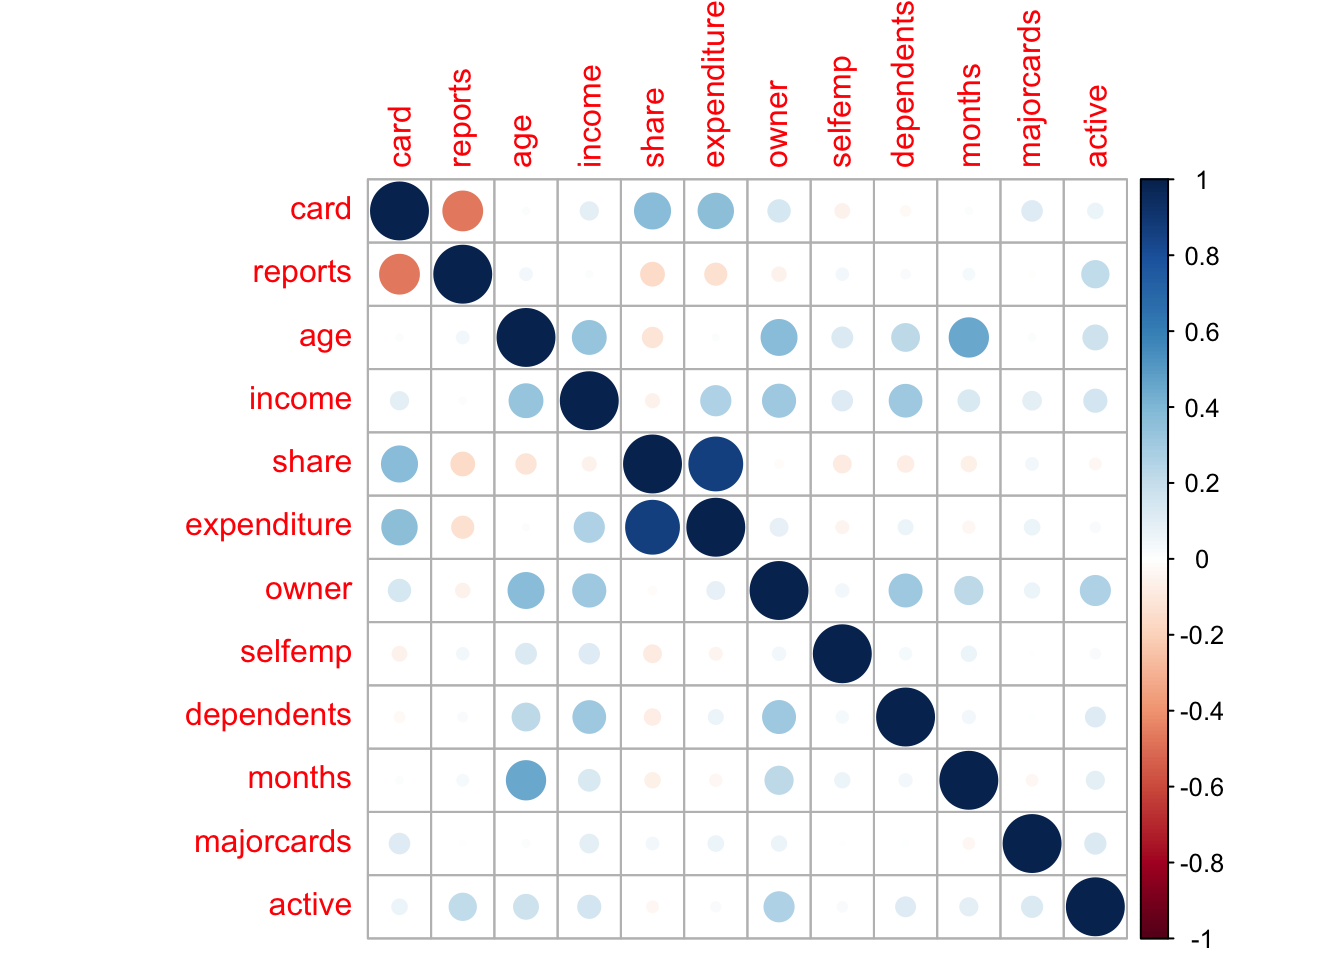 card reports age income share expenditure owner selfemp dependents months majorcards active
card
reports
age
income
share
expenditure
owner
selfemp
dependents
months
majorcards
active
1
0.8
0.6
0.4
0.2
0
-0.2
-0.4
-0.6
-0.8
-1